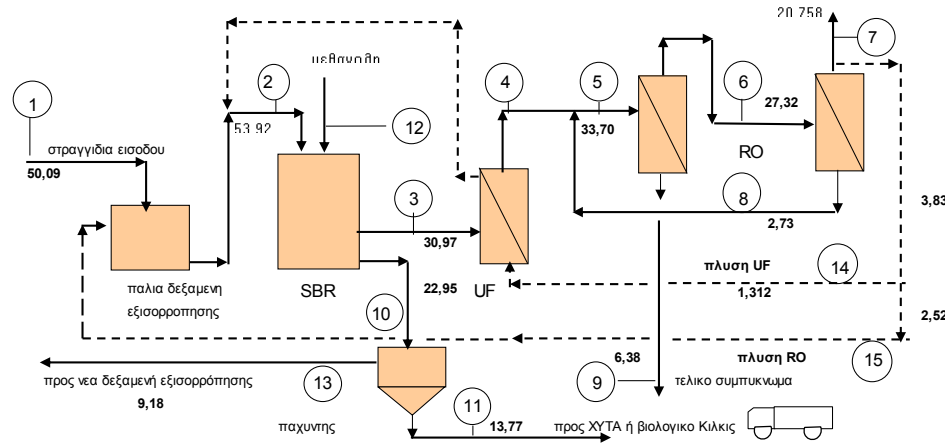 20.758
1
2
μεθανολη
4
5
6
7
53.92
12
33,70
27,32
στραγγιδια εισοδου
50,09
RO
3
8
3,83
30,97
2,73
SBR
22,95
UF
πλυση UF
14
παλια δεξαμενη
εξισορροπησης
10
1,312
2,52
6,38
πλυση RO
15
προς νεα δεξαμενή εξισορρόπησης
13
9
τελικο συμπυκνωμα
9,18
παχυντης
11
13,77
προς ΧΥΤΑ ή βιολογικο Κιλκις